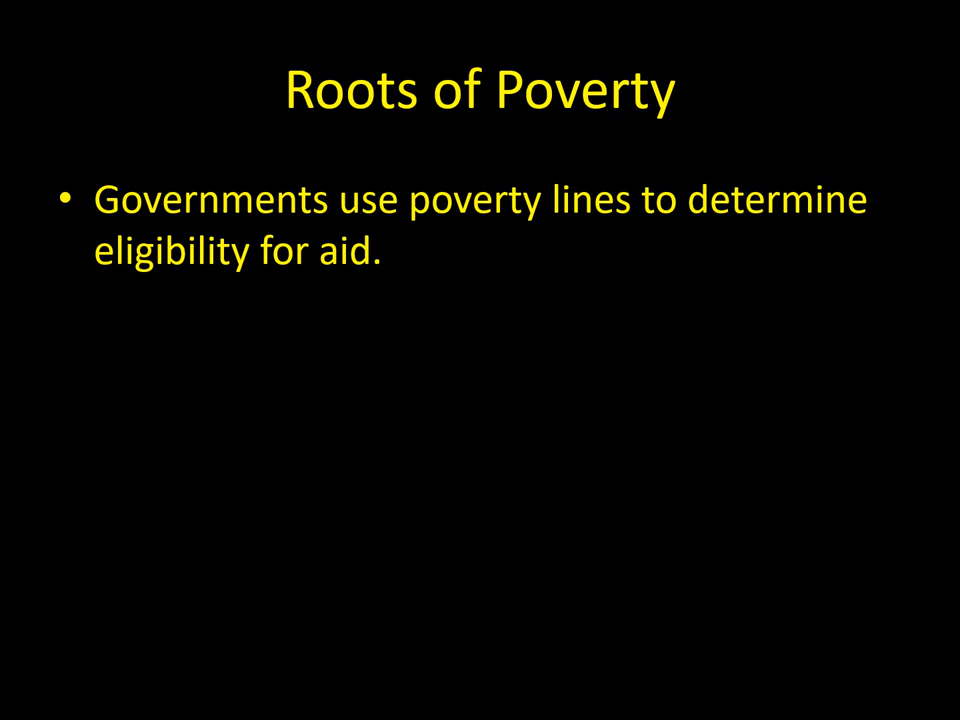 Roots of Poverty
• Governments use poverty lines to determine
eligibility for aid.